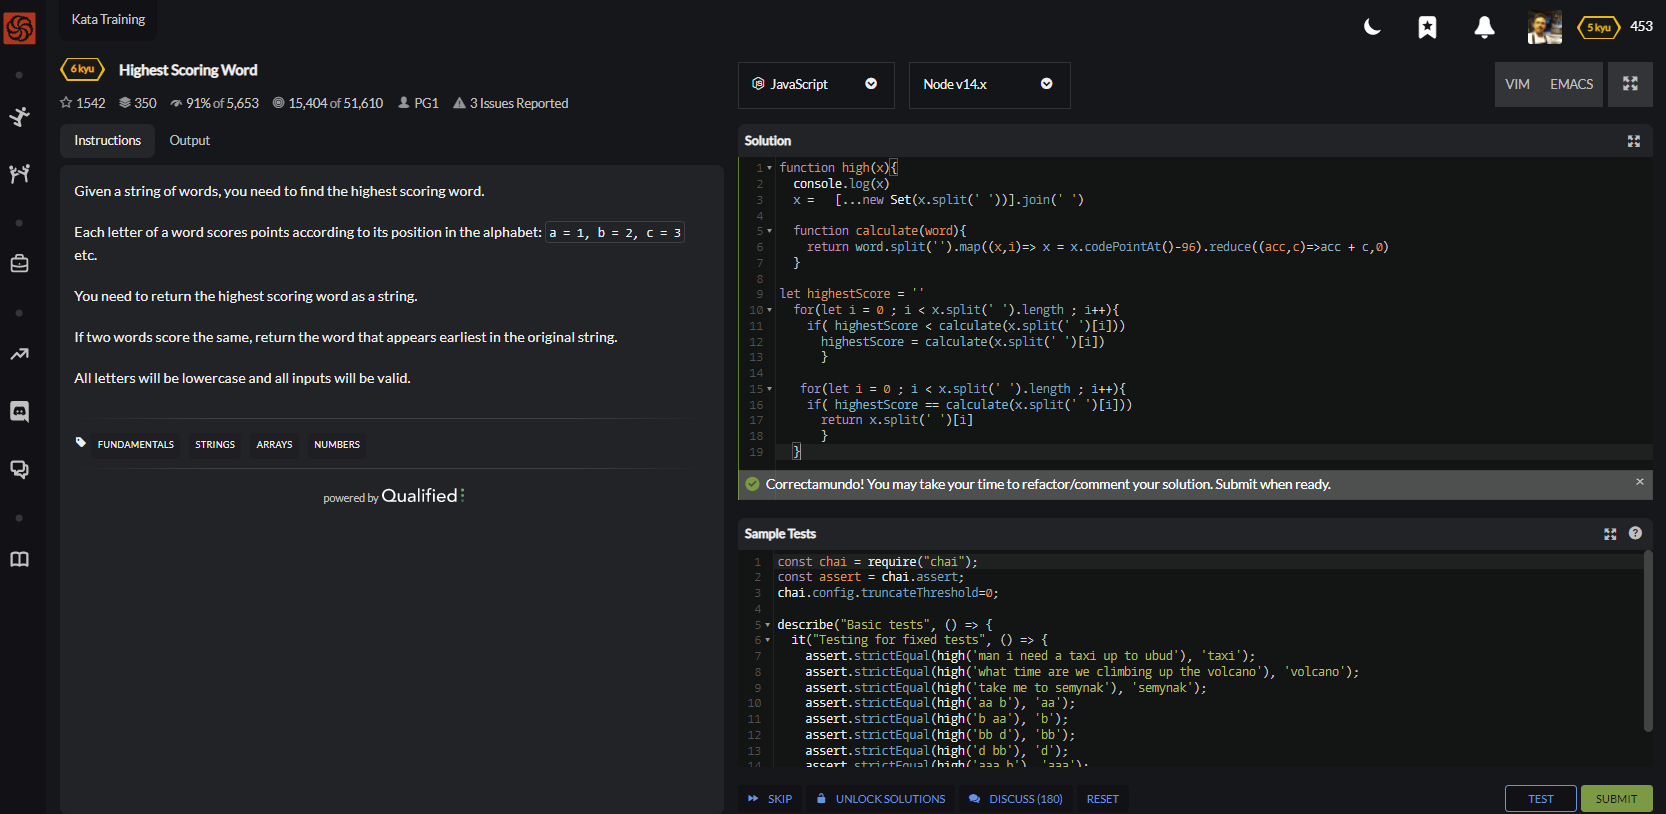 Kata Training
5 kyu 453
6 kyu Highest Scoring Word
1542 350 91% of 5,653 15,404 of 51,610 PG1 3 Issues Reported
Instructions Output
Given a string of words, you need to find the highest scoring word.
Each letter of a word scores points according to its position in the alphabet: a = 1, b = 2, c = 3
etc.
You need to return the highest scoring word as a string.
If two words score the same, return the word that appears earliest in the original string.
All letters will be lowercase and all inputs will be valid.
FUNDAMENTALS STRINGS ARRAYS NUMBERS
powered by Qualified
JavaScript Node v14.x VIM EMACS
Solution
1 function high(x){
2   console.log(x)
3   x =   [...new Set(x.split(' '))].join(' ')
4
5   function calculate(word){
6     return word.split('').map((x,i)=> x = x.codePointAt()-96).reduce((acc,c)=>acc + c,0)
7   }
8
9 let highestScore = ''
10   for(let i = 0 ; i < x.split(' ').length ; i++){
11     if( highestScore < calculate(x.split(' ')[i]))
12       highestScore = calculate(x.split(' ')[i])
13       }
14
15    for(let i = 0 ; i < x.split(' ').length ; i++){
16     if( highestScore == calculate(x.split(' ')[i]))
17       return x.split(' ')[i]
18       }
19   }
Correctamundo! You may take your time to refactor/comment your solution. Submit when ready. ×
Sample Tests ?
1 const chai = require("chai");
2 const assert = chai.assert;
3 chai.config.truncateThreshold=0;
4
5 describe("Basic tests", () => {
6   it("Testing for fixed tests", () => {
7     assert.strictEqual(high('man i need a taxi up to ubud'), 'taxi');
8     assert.strictEqual(high('what time are we climbing up the volcano'), 'volcano');
9     assert.strictEqual(high('take me to semynak'), 'semynak');
10     assert.strictEqual(high('aa b'), 'aa');
11     assert.strictEqual(high('b aa'), 'b');
12     assert.strictEqual(high('bb d'), 'bb');
13     assert.strictEqual(high('d bb'), 'd');
14     assert.strictEqual(high('aaa b'), 'aaa');
SKIP UNLOCK SOLUTIONS DISCUSS (180) RESET TEST SUBMIT